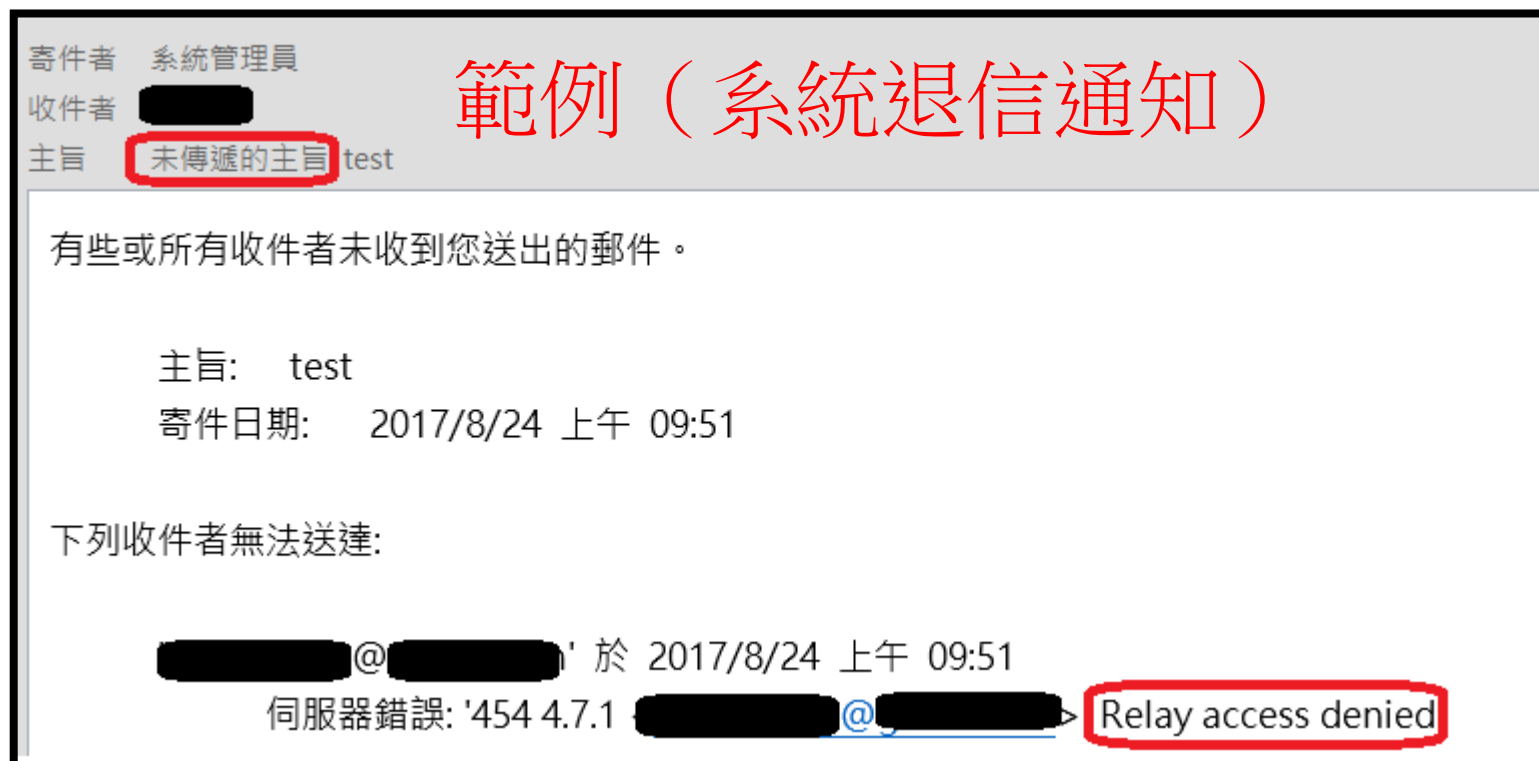 寄件者 系統管理員
範例（系統退信通知）
收件者
主旨 未傳遞的主旨 test
有些或所有收件者未收到您送出的郵件。
主旨: test
寄件日期: 2017/8/24 上午 09:51
下列收件者無法送達:
@ ' 於 2017/8/24 上午 09:51
伺服器錯誤: '454 4.7.1 @ > Relay access denied